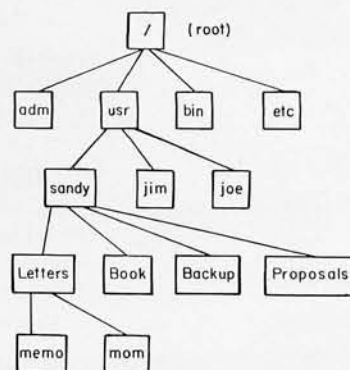 / (root)
adm usr bin etc
sandy jim joe
Letters Book Backup Proposals
memo mom